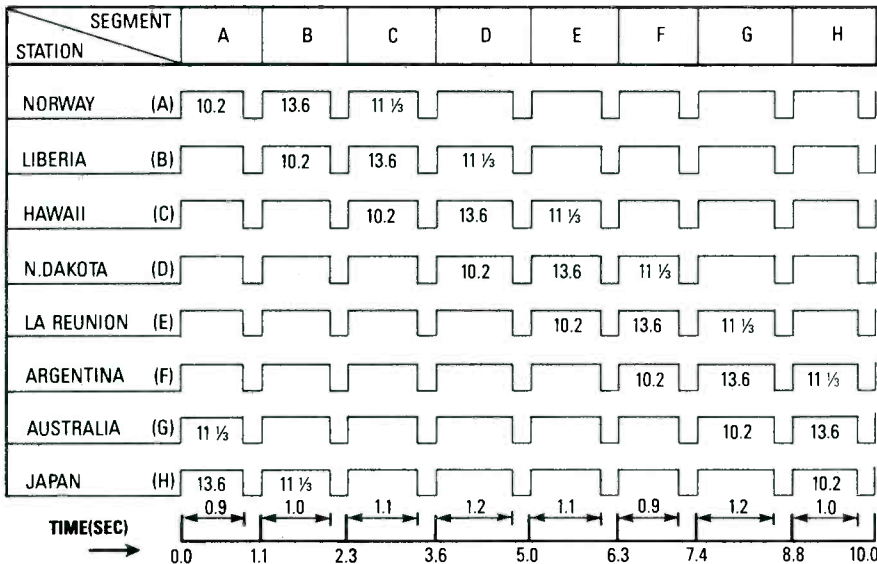 SEGMENT
STATION
A B C D E F G H
NORWAY (A) 10.2 13.6 11 ⅓
LIBERIA (B) 10.2 13.6 11 ⅓
HAWAII (C) 10.2 13.6 11 ⅓
N.DAKOTA (D) 10.2 13.6 11 ⅓
LA REUNION (E) 10.2 13.6 11 ⅓
ARGENTINA (F) 10.2 13.6 11 ⅓
AUSTRALIA (G) 11 ⅓ 10.2 13.6
JAPAN (H) 13.6 11 ⅓ 10.2
0.9 1.0 1.1 1.2 1.1 0.9 1.2 1.0
TIME(SEC)
0.0 1.1 2.3 3.6 5.0 6.3 7.4 8.8 10.0